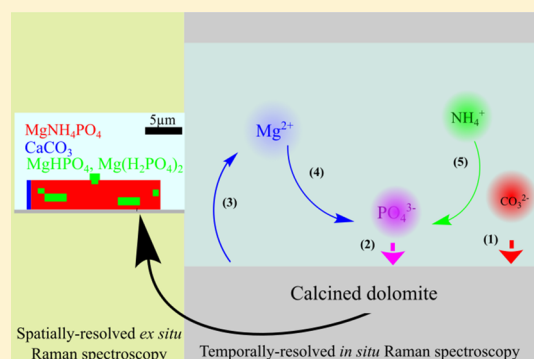 5µm
MgNH₄PO₄
CaCO₃
MgHPO₄, Mg(H₂PO₄)₂
Mg²⁺
NH₄⁺
(4)
(5)
(3)
PO₄³⁻
CO₃²⁻
(2)
(1)
Calcined dolomite
Spatially-resolved ex situ
Raman spectroscopy
Temporally-resolved in situ Raman spectroscopy